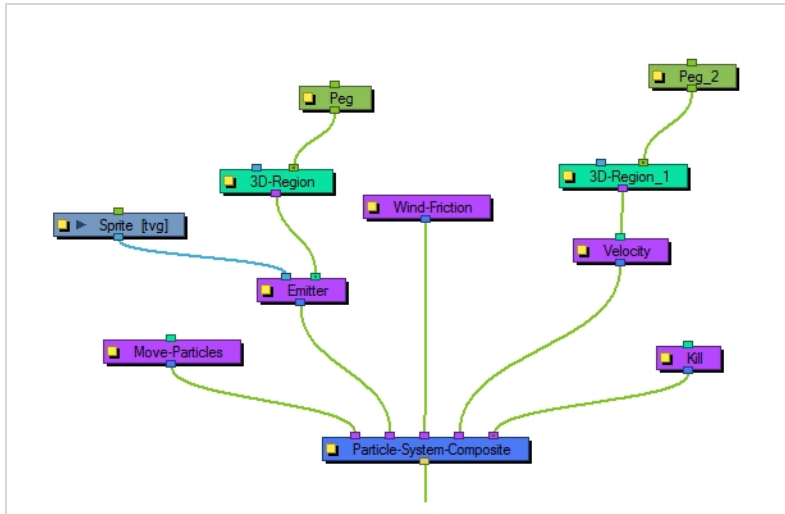 Peg_2
Peg
3D-Region_1
3D-Region
Wind-Friction
Sprite [tvg]
Velocity
Emitter
Move-Particles
Kill
Particle-System-Composite